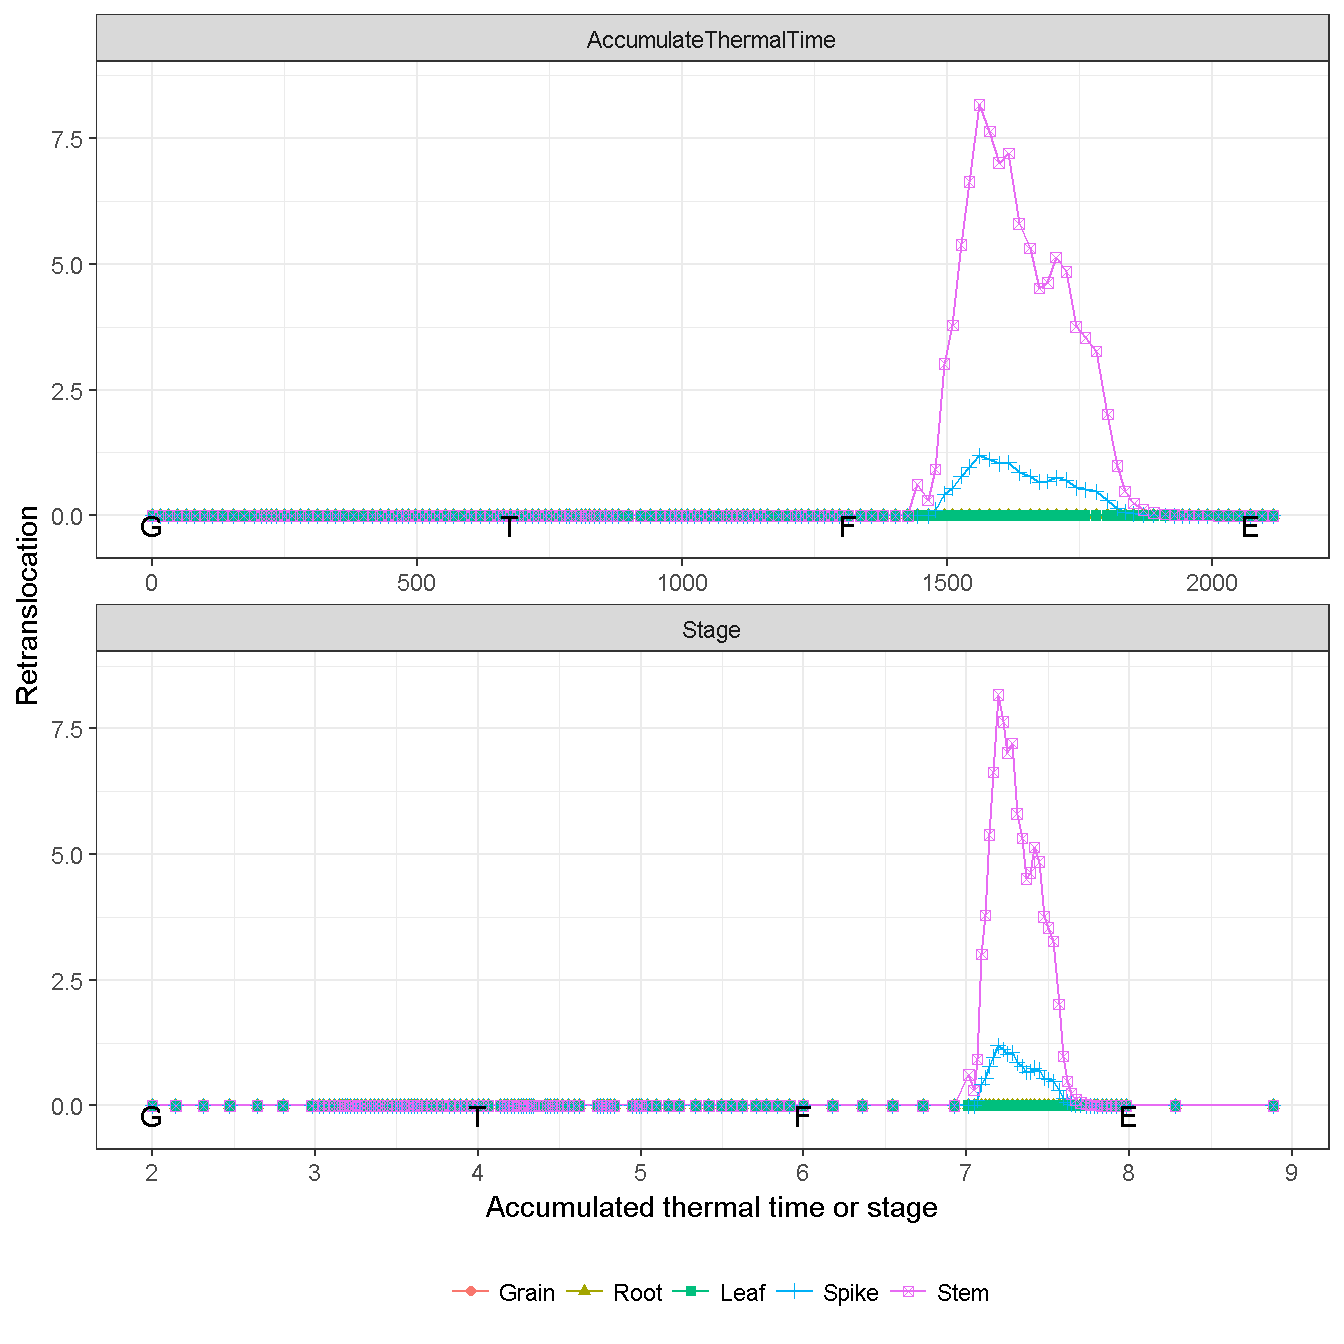 AccumulateThermalTime
7.5
5.0
2.5
0.0
G T F E
0 500 1000 1500 2000
Retranslocation
Stage
7.5
5.0
2.5
0.0
G T F E
2 3 4 5 6 7 8 9
Accumulated thermal time or stage
Grain Root Leaf Spike Stem